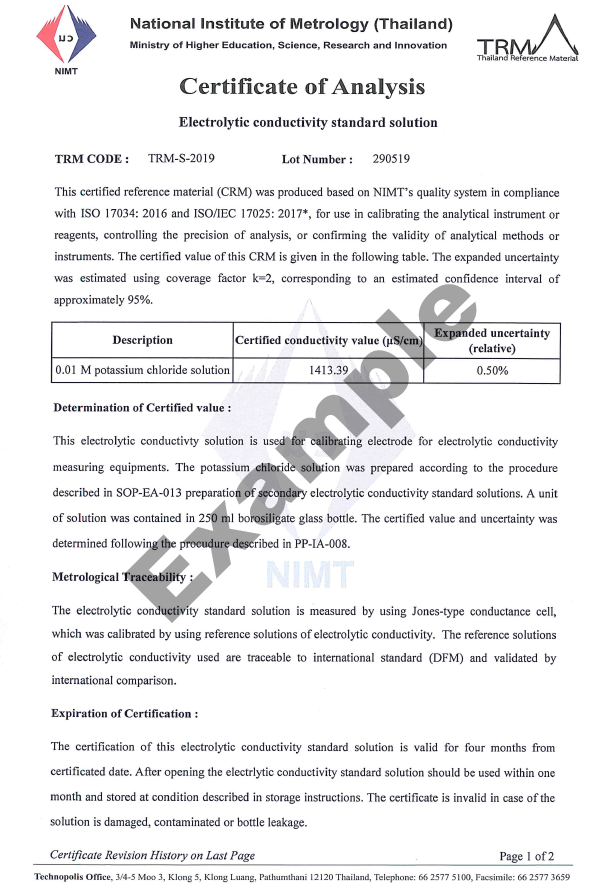 National Institute of Metrology (Thailand)
Ministry of Higher Education, Science, Research and Innovation
NIMT
TRM
Thailand Reference Material
Certificate of Analysis
Electrolytic conductivity standard solution
TRM CODE : TRM-S-2019 Lot Number : 290519
This certified reference material (CRM) was produced based on NIMT's quality system in compliance
with ISO 17034: 2016 and ISO/IEC 17025: 2017*, for use in calibrating the analytical instrument or
reagents, controlling the precision of analysis, or confirming the validity of analytical methods or
instruments. The certified value of this CRM is given in the following table. The expanded uncertainty
was estimated using coverage factor k=2, corresponding to an estimated confidence interval of
approximately 95%.
Description Certified conductivity value (µS/cm) Expanded uncertainty
(relative)
0.01 M potassium chloride solution 1413.39 0.50%
Determination of Certified value :
This electrolytic conductivty solution is used for calibrating electrode for electrolytic conductivity
measuring equipments. The potassium chloride solution was prepared according to the procedure
described in SOP-EA-013 preparation of secondary electrolytic conductivity standard solutions. A unit
of solution was contained in 250 ml borosiligate glass bottle. The certified value and uncertainty was
determined following the procudure described in PP-IA-008.
NIMT
Example
Metrological Traceability :
The electrolytic conductivity standard solution is measured by using Jones-type conductance cell,
which was calibrated by using reference solutions of electrolytic conductivity. The reference solutions
of electrolytic conductivity used are traceable to international standard (DFM) and validated by
international comparison.
Expiration of Certification :
The certification of this electrolytic conductivity standard solution is valid for four months from
certificated date. After opening the electrlytic conductivity standard solution should be used within one
month and stored at condition described in storage instructions. The certificate is invalid in case of the
solution is damaged, contaminated or bottle leakage.
Certificate Revision History on Last Page Page 1 of 2
Technopolis Office, 3/4-5 Moo 3, Klong 5, Klong Luang, Pathumthani 12120 Thailand, Telephone: 66 2577 5100, Facsimile: 66 2577 3659